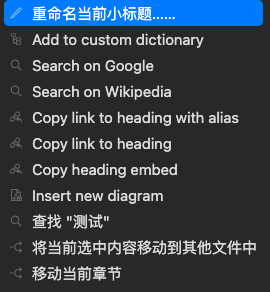 重命名当前小标题......
Add to custom dictionary
Search on Google
Search on Wikipedia
Copy link to heading with alias
Copy link to heading
Copy heading embed
Insert new diagram
查找 "测试"
将当前选中内容移动到其他文件中
移动当前章节